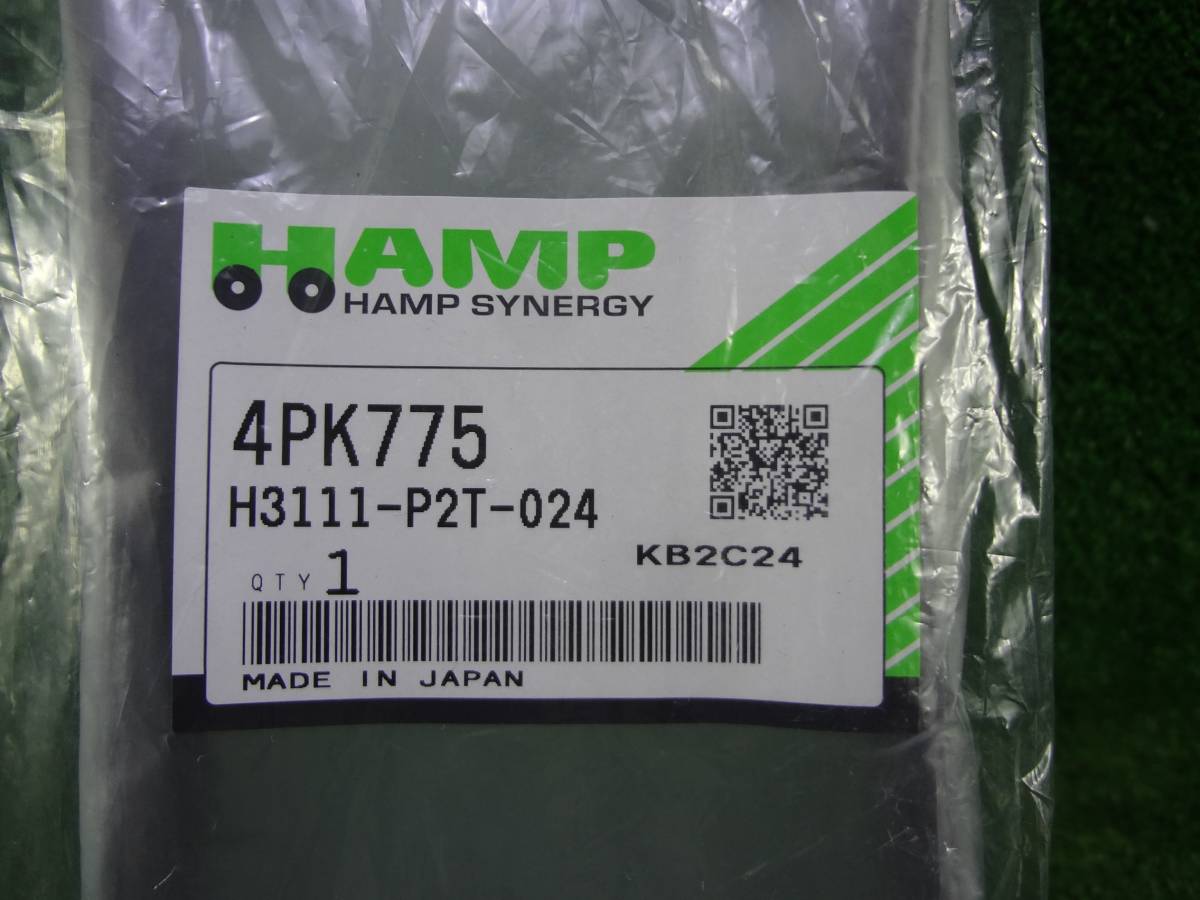 HAMP
HAMP SYNERGY
4PK775
H3111-P2T-024
KB2C24
QTY 1
MADE IN JAPAN